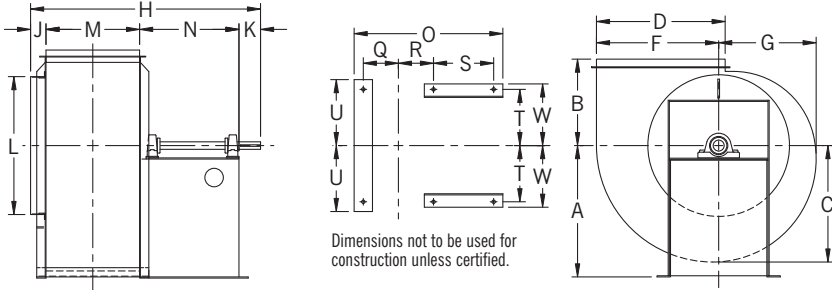 H
J M N K
L
O
Q R S
U T W
U T W
Dimensions not to be used for
construction unless certified.
D
F G
B
A C